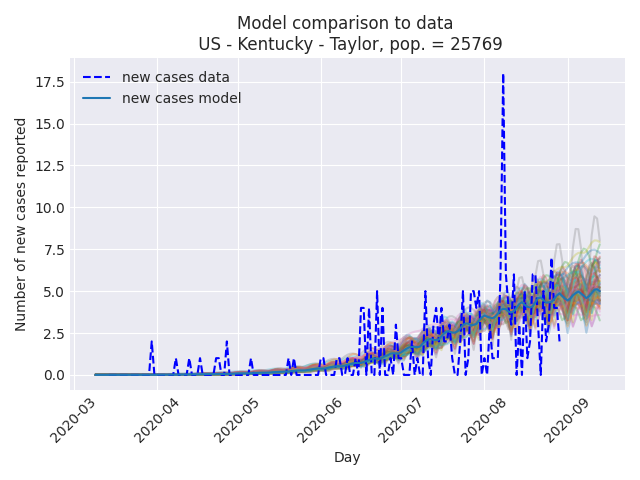 Model comparison to data
US - Kentucky - Taylor, pop. = 25769
new cases data
new cases model
Number of new cases reported
17.5
15.0
12.5
10.0
7.5
5.0
2.5
0.0
2020-03
2020-04
2020-05
2020-06
2020-07
2020-08
2020-09
Day